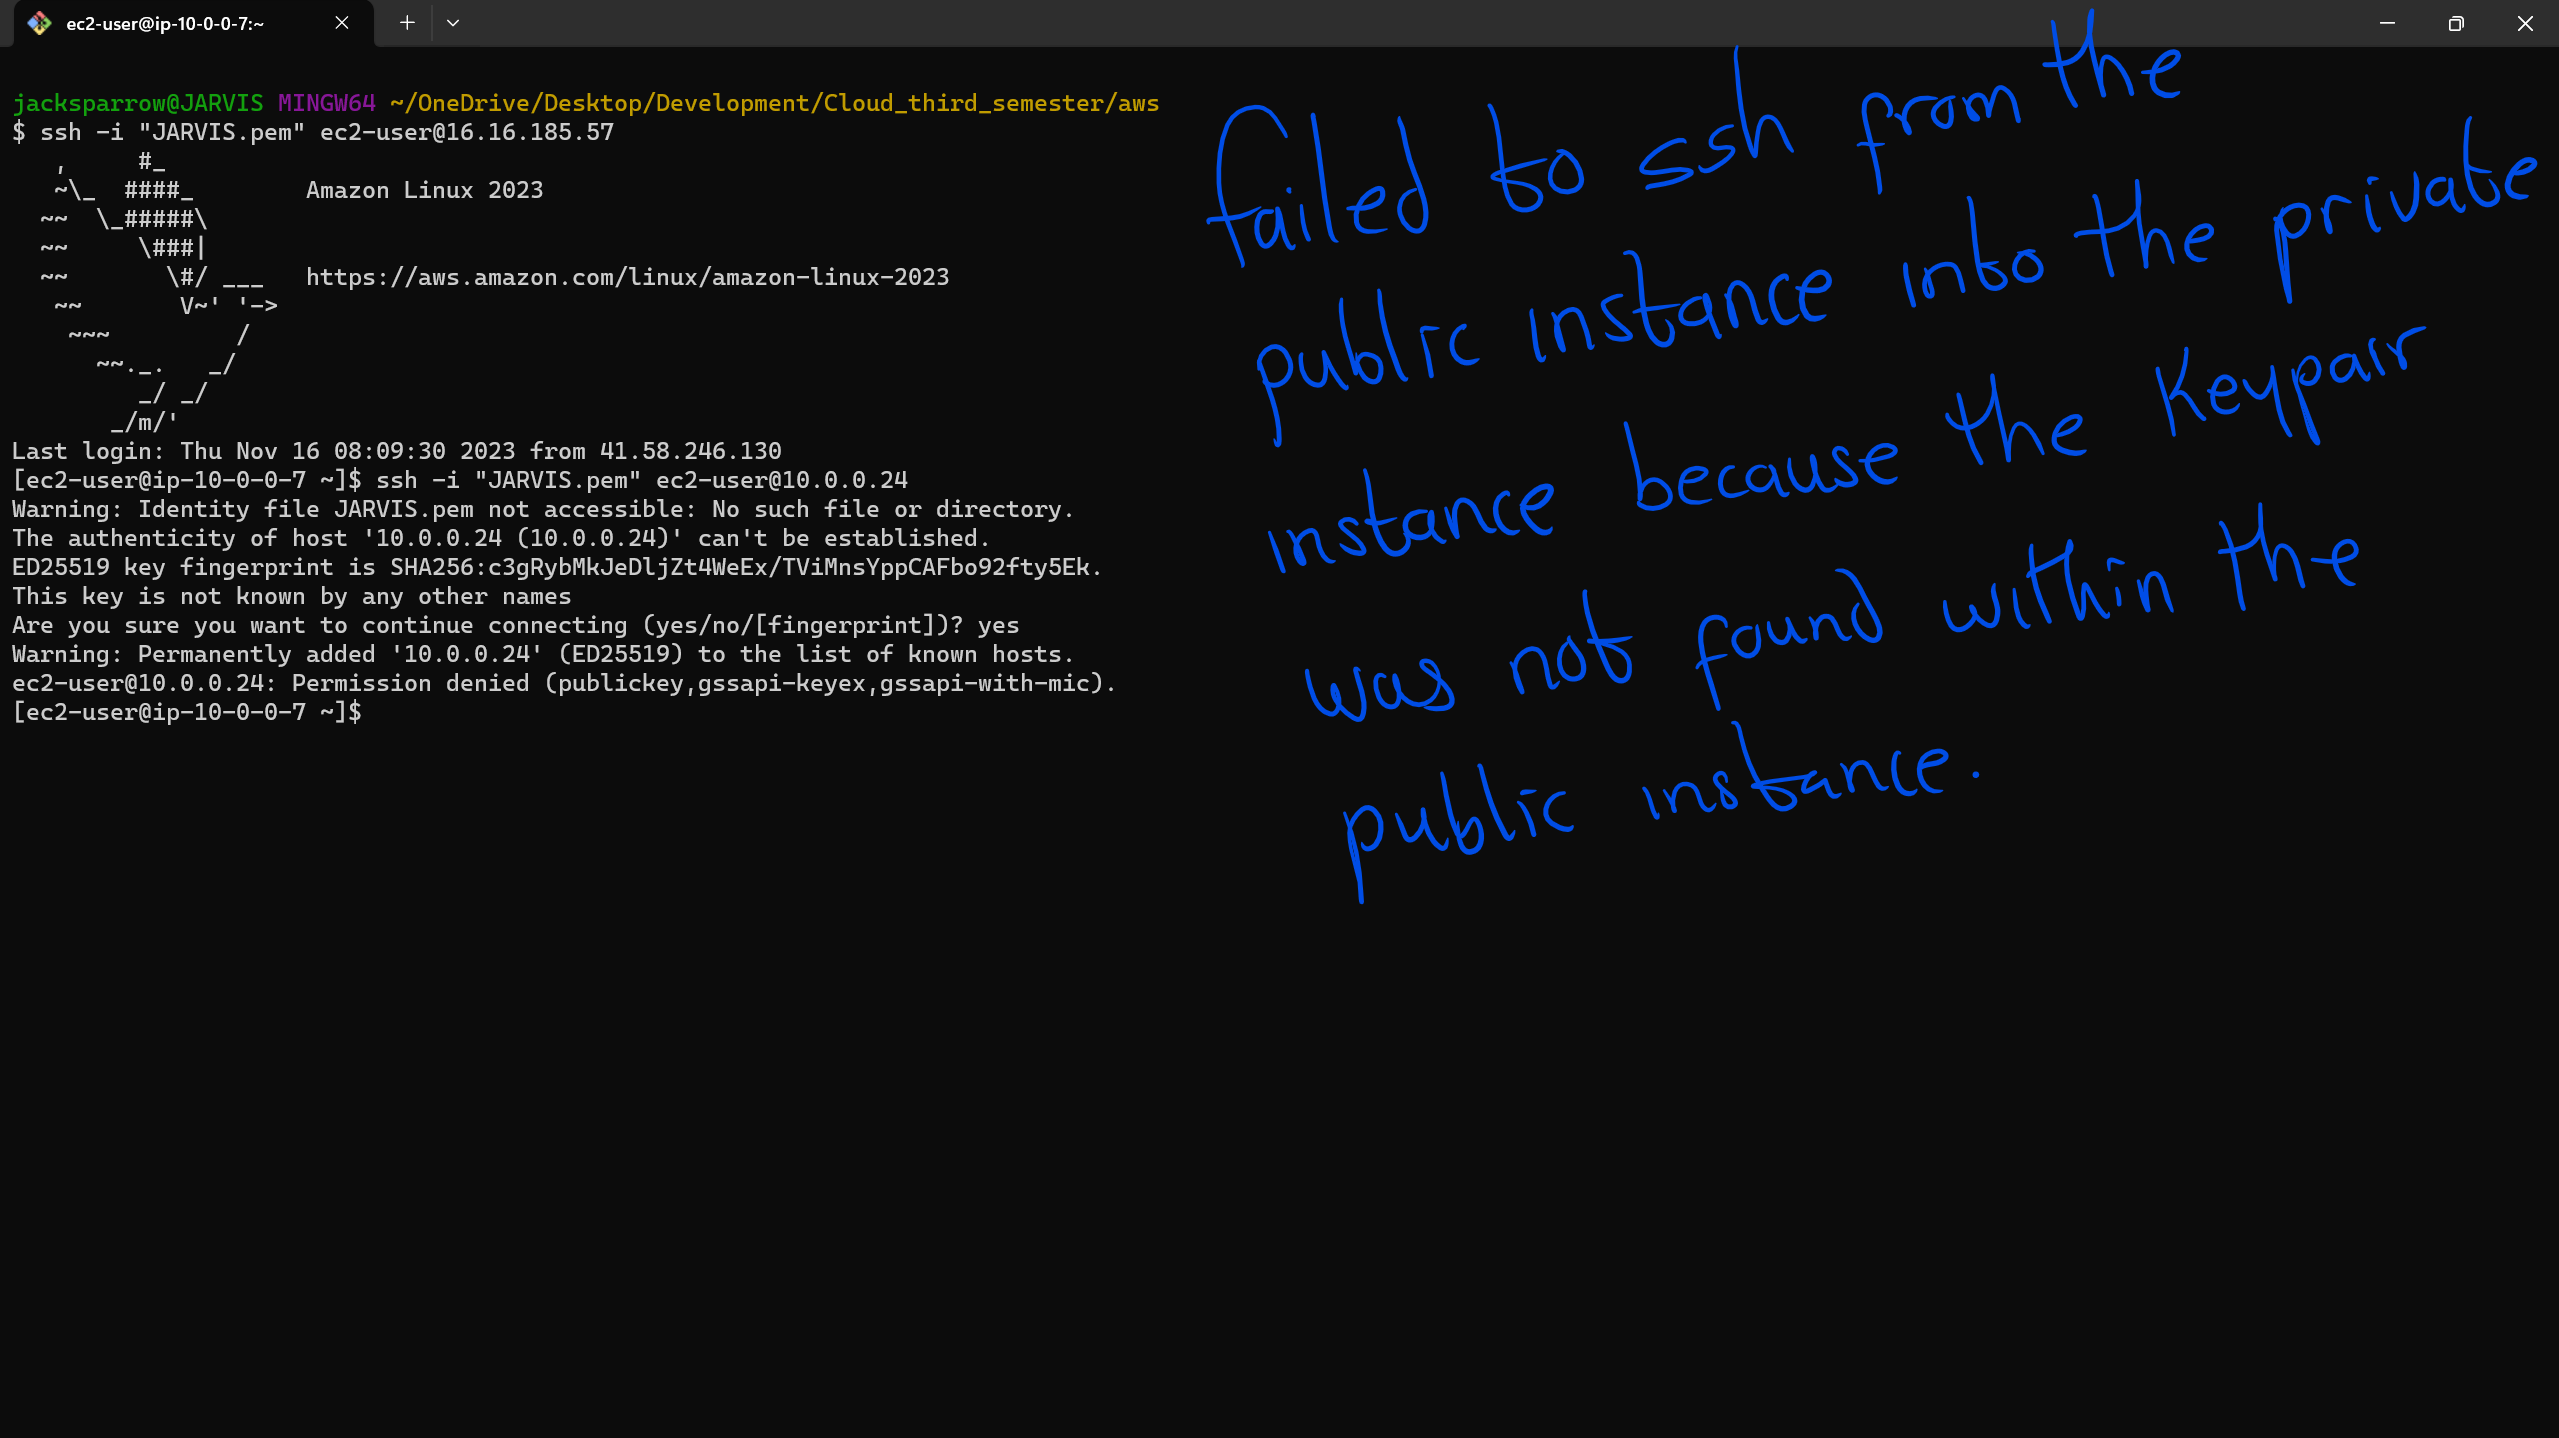 ec2-user@ip-10-0-0-7:~
jacksparrow@JARVIS MINGW64 ~/OneDrive/Desktop/Development/Cloud_third_semester/aws
$ ssh -i "JARVIS.pem" ec2-user@16.16.185.57
   ,     #_
   ~\_  ####_        Amazon Linux 2023
  ~~  \_#####\
  ~~     \###|
  ~~       \#/ ___   https://aws.amazon.com/linux/amazon-linux-2023
   ~~       V~' '->
    ~~~         /
      ~~._.   _/
         _/ _/
       _/m/'
Last login: Thu Nov 16 08:09:30 2023 from 41.58.246.130
[ec2-user@ip-10-0-0-7 ~]$ ssh -i "JARVIS.pem" ec2-user@10.0.0.24
Warning: Identity file JARVIS.pem not accessible: No such file or directory.
The authenticity of host '10.0.0.24 (10.0.0.24)' can't be established.
ED25519 key fingerprint is SHA256:c3gRybMkJeDljZt4WeEx/TViMnsYppCAFbo92fty5Ek.
This key is not known by any other names
Are you sure you want to continue connecting (yes/no/[fingerprint])? yes
Warning: Permanently added '10.0.0.24' (ED25519) to the list of known hosts.
ec2-user@10.0.0.24: Permission denied (publickey,gssapi-keyex,gssapi-with-mic).
[ec2-user@ip-10-0-0-7 ~]$
failed to ssh from the
public instance into the private
instance because the Keypair
was not found within the
public instance.